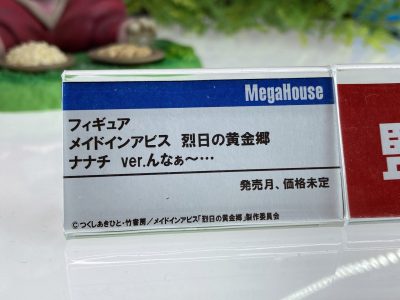 MegaHouse
フィギュア
メイドインアビス 烈日の黄金郷
ナナチ ver.んなぁ～…
発売月、価格未定
©つくしあきひと・竹書房／メイドインアビス「烈日の黄金郷」製作委員会